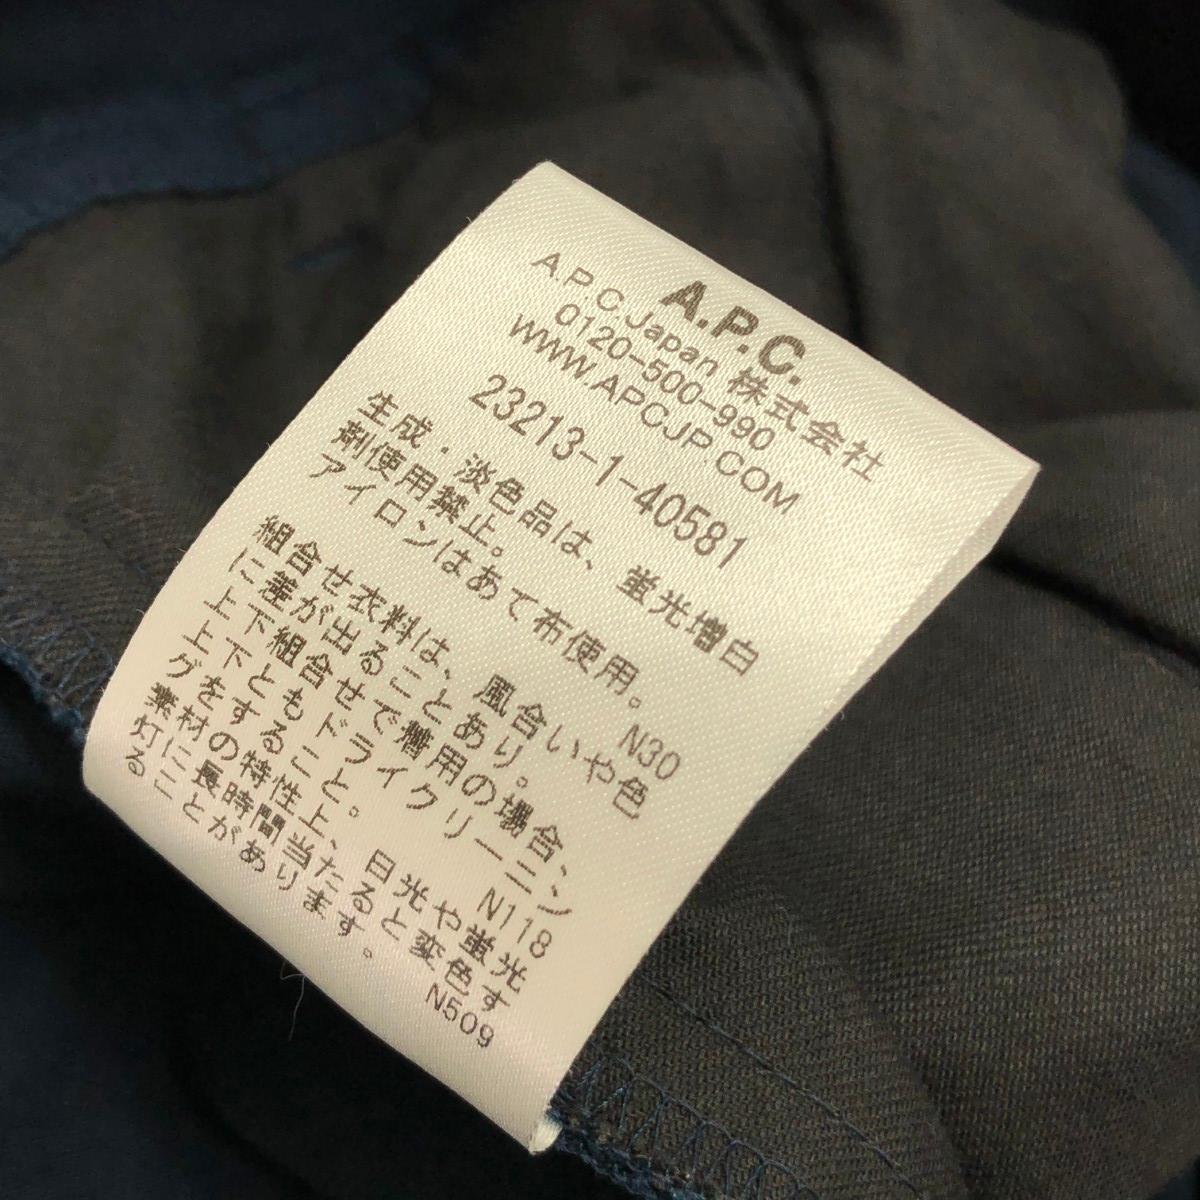 A.P.C.
A.P.C.Japan 株式会社
0120-500-990
WWW.APCJP.COM
23213-1-40581
生成・淡色品は、蛍光増白
剤使用禁止。
アイロンはあて布使用。
N30
組合せ衣料は、風合いや色
に差が出ることあり。
上下組合せで着用の場合、
上下ともドライクリーニン
グをすること。
N118
素材の特性上、日光や蛍光
灯に長時間当たると変色す
ることがあります。
N509